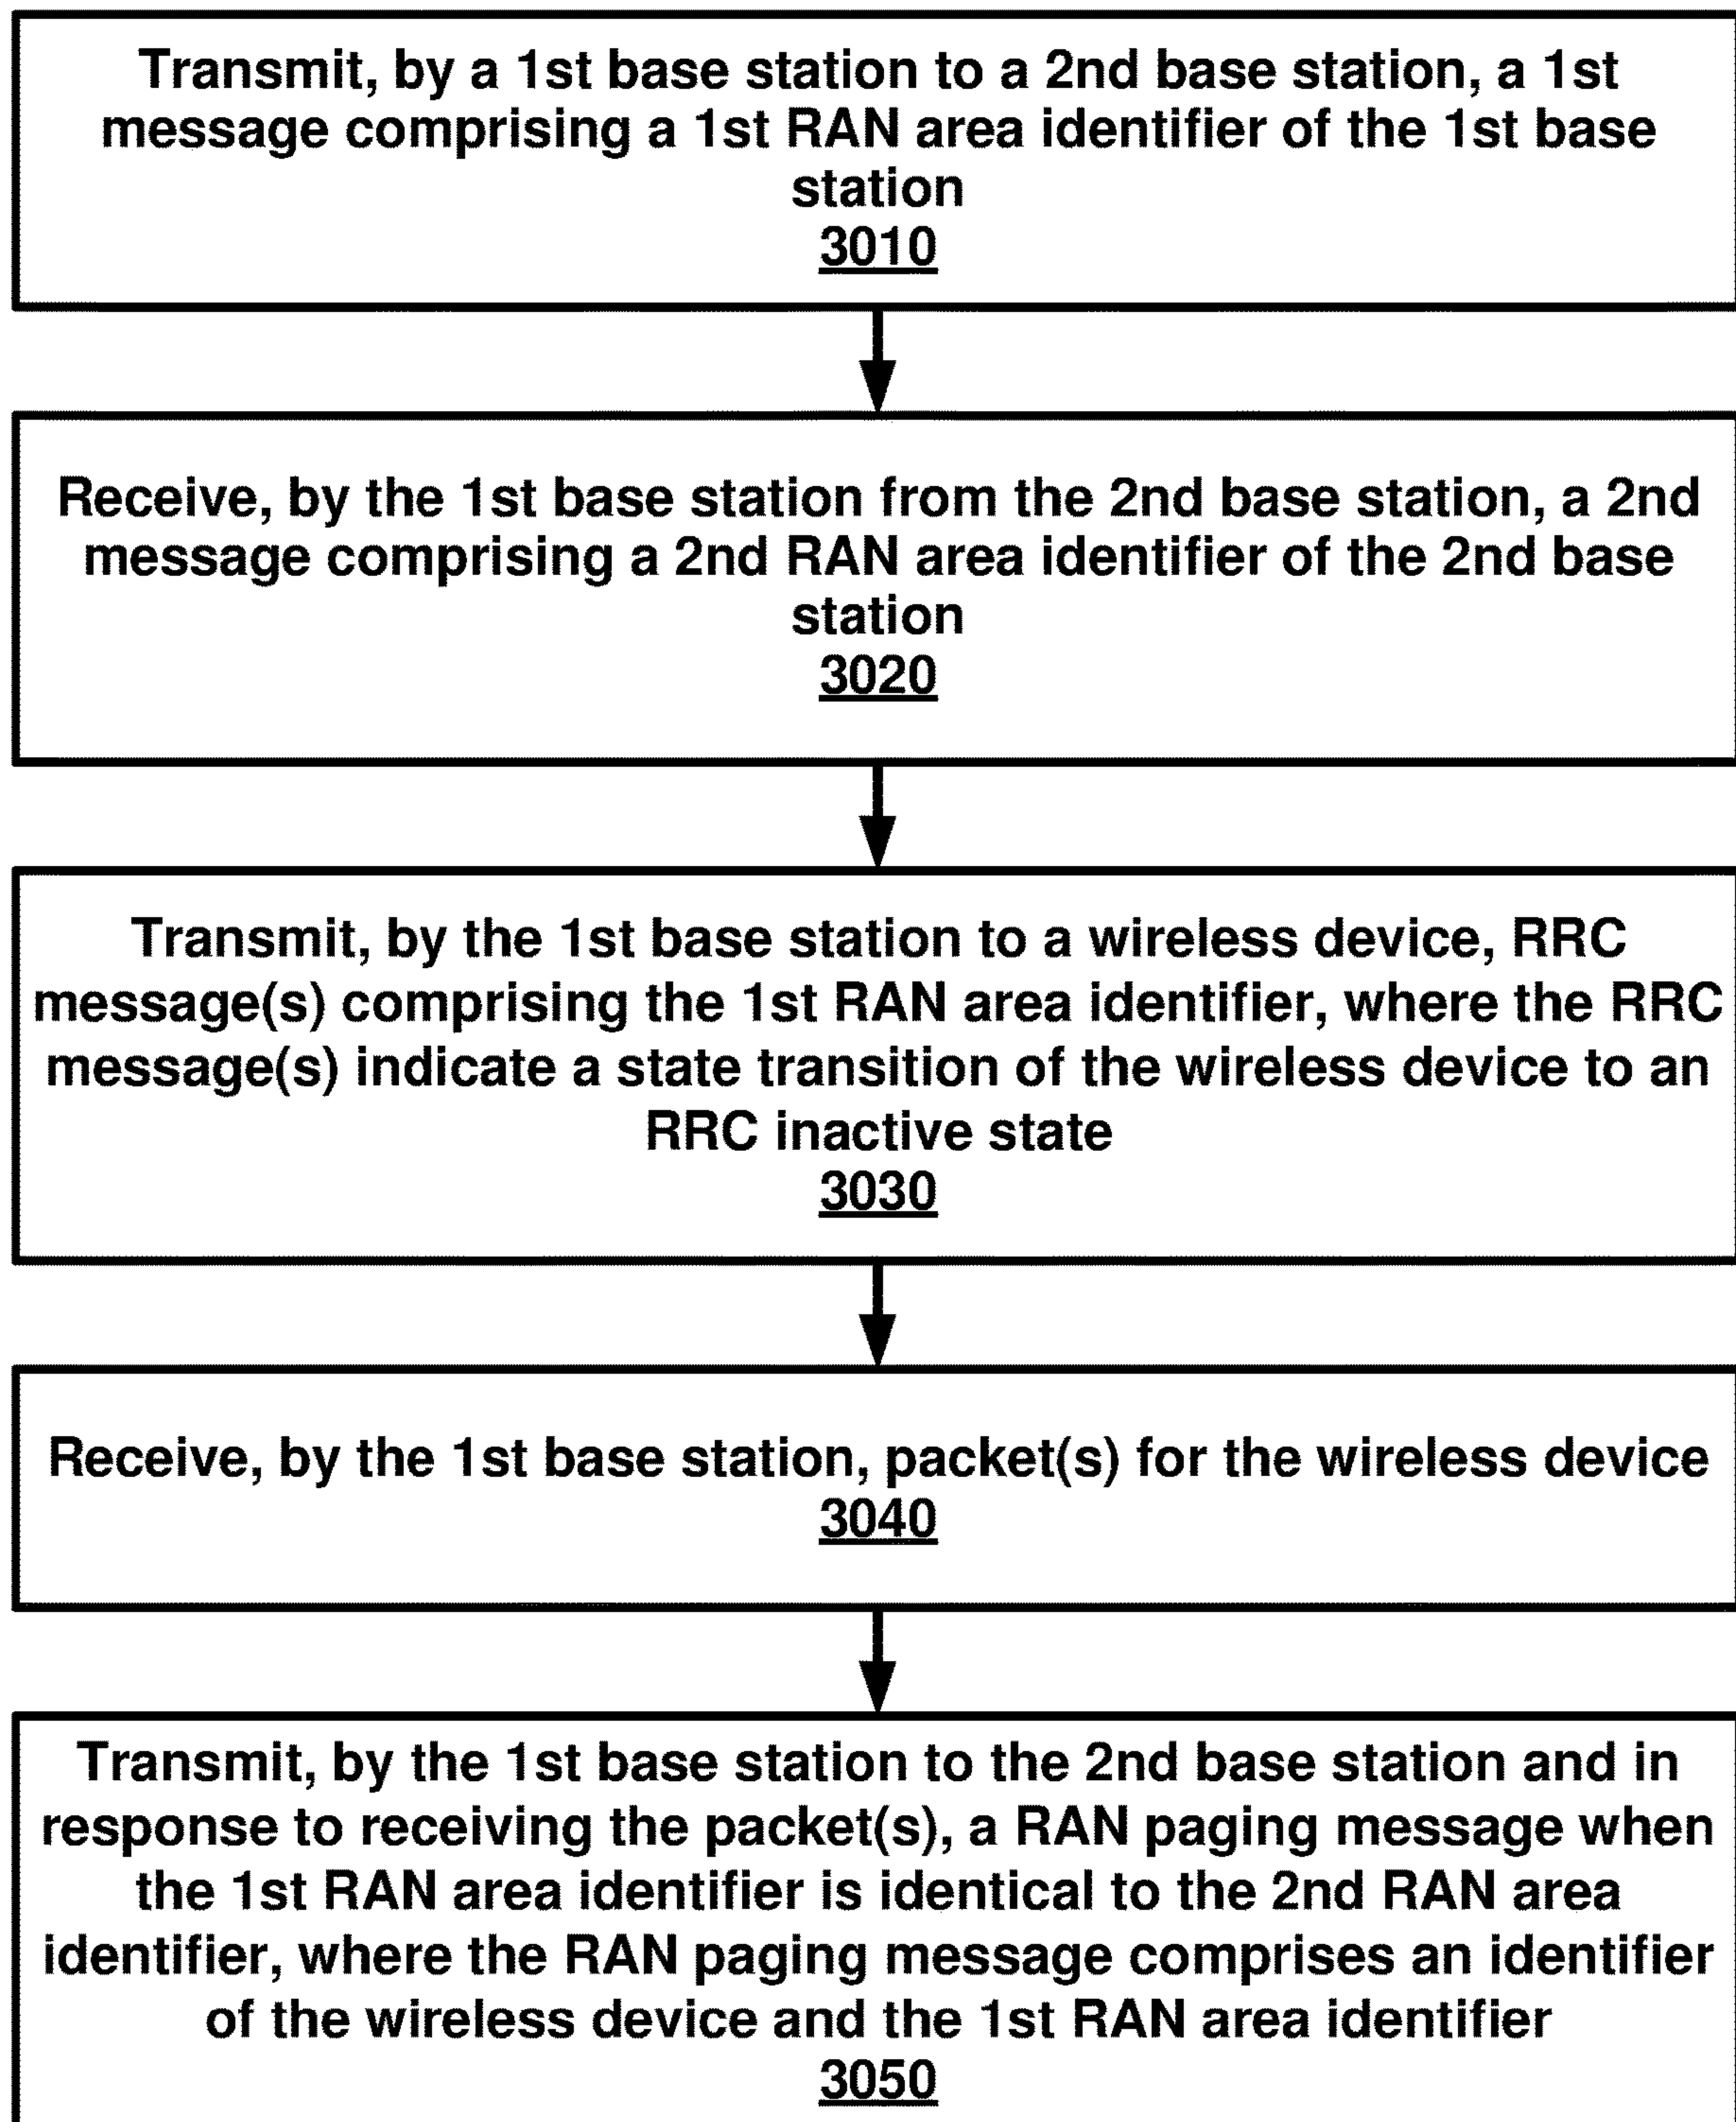 Transmit, by a 1st base station to a 2nd base station, a 1st
message comprising a 1st RAN area identifier of the 1st base
station
3010
Receive, by the 1st base station from the 2nd base station, a 2nd
message comprising a 2nd RAN area identifier of the 2nd base
station
3020
Transmit, by the 1st base station to a wireless device, RRC
message(s) comprising the 1st RAN area identifier, where the RRC
message(s) indicate a state transition of the wireless device to an
RRC inactive state
3030
Receive, by the 1st base station, packet(s) for the wireless device
3040
Transmit, by the 1st base station to the 2nd base station and in
response to receiving the packet(s), a RAN paging message when
the 1st RAN area identifier is identical to the 2nd RAN area
identifier, where the RAN paging message comprises an identifier
of the wireless device and the 1st RAN area identifier
3050